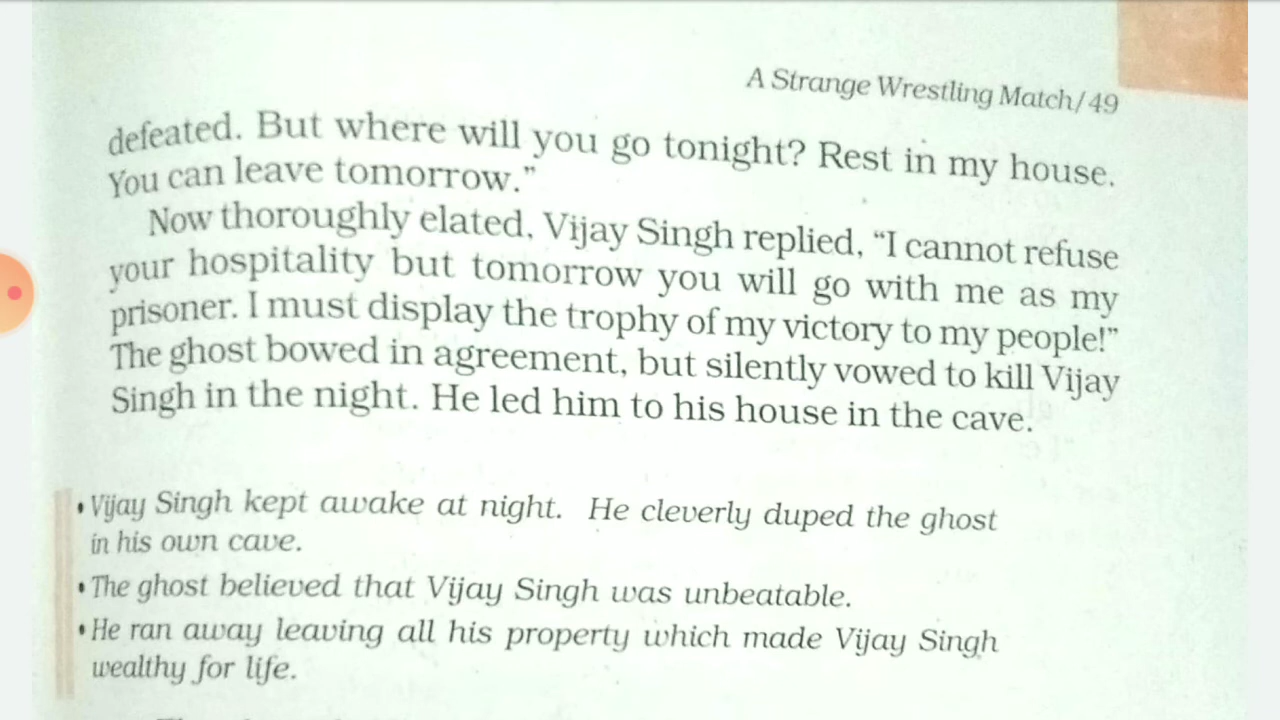 A Strange Wrestling Match/49
defeated. But where will you go tonight? Rest in my house.
You can leave tomorrow.”
Now thoroughly elated, Vijay Singh replied, “I cannot refuse
your hospitality but tomorrow you will go with me as my
prisoner. I must display the trophy of my victory to my people!”
The ghost bowed in agreement, but silently vowed to kill Vijay
Singh in the night. He led him to his house in the cave.
• Vijay Singh kept awake at night. He cleverly duped the ghost
in his own cave.
• The ghost believed that Vijay Singh was unbeatable.
• He ran away leaving all his property which made Vijay Singh
wealthy for life.